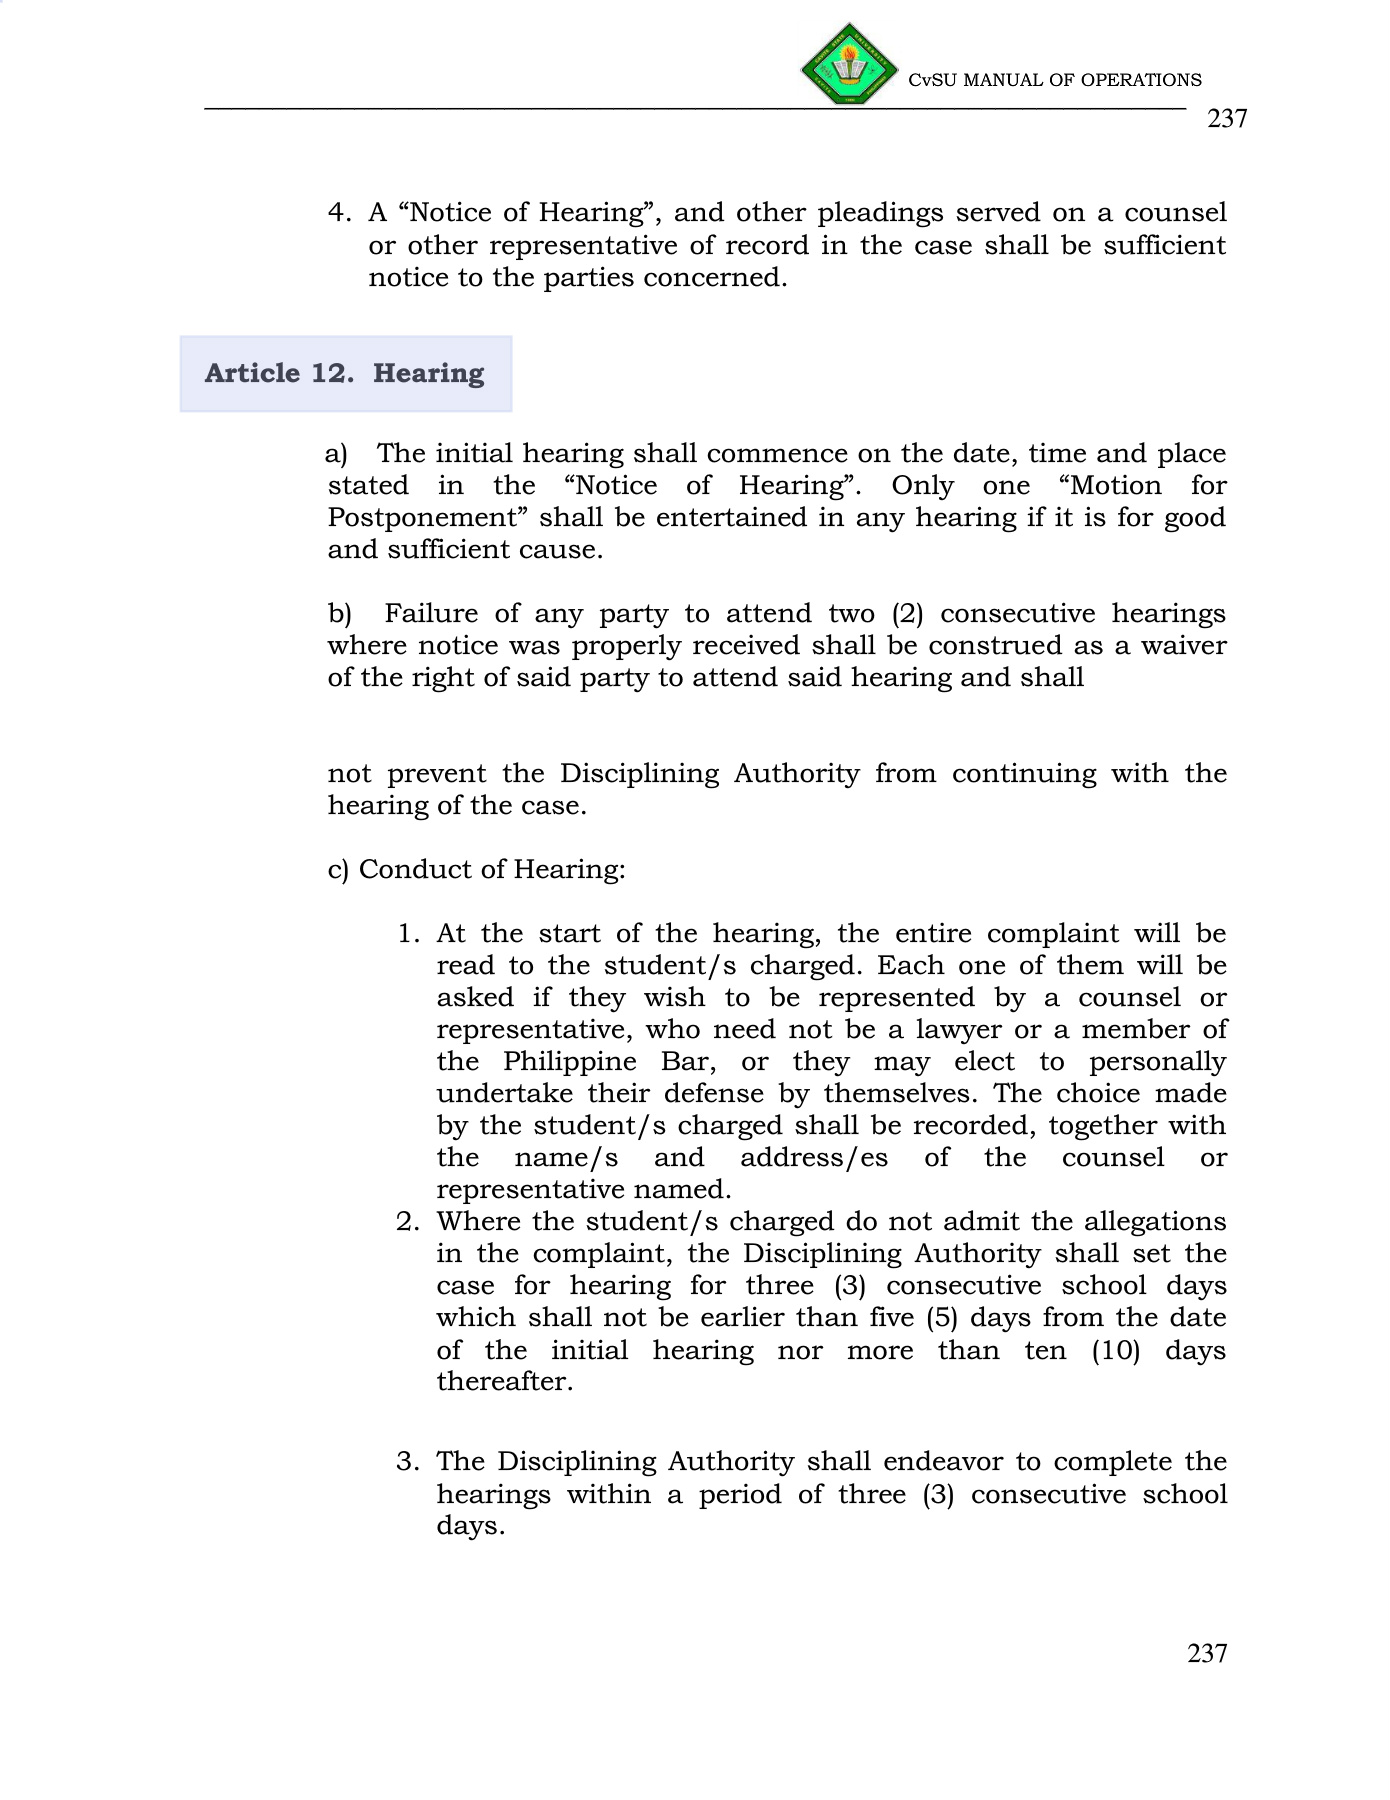 CvSU MANUAL OF OPERATIONS
237
4. A “Notice of Hearing”, and other pleadings served on a counsel
or other representative of record in the case shall be sufficient
notice to the parties concerned.
Article 12. Hearing
a) The initial hearing shall commence on the date, time and place
stated in the “Notice of Hearing”. Only one “Motion for
Postponement” shall be entertained in any hearing if it is for good
and sufficient cause.
b) Failure of any party to attend two (2) consecutive hearings
where notice was properly received shall be construed as a waiver
of the right of said party to attend said hearing and shall
not prevent the Disciplining Authority from continuing with the
hearing of the case.
c) Conduct of Hearing:
1. At the start of the hearing, the entire complaint will be
read to the student/s charged. Each one of them will be
asked if they wish to be represented by a counsel or
representative, who need not be a lawyer or a member of
the Philippine Bar, or they may elect to personally
undertake their defense by themselves. The choice made
by the student/s charged shall be recorded, together with
the name/s and address/es of the counsel or
representative named.
2. Where the student/s charged do not admit the allegations
in the complaint, the Disciplining Authority shall set the
case for hearing for three (3) consecutive school days
which shall not be earlier than five (5) days from the date
of the initial hearing nor more than ten (10) days
thereafter.
3. The Disciplining Authority shall endeavor to complete the
hearings within a period of three (3) consecutive school
days.
237